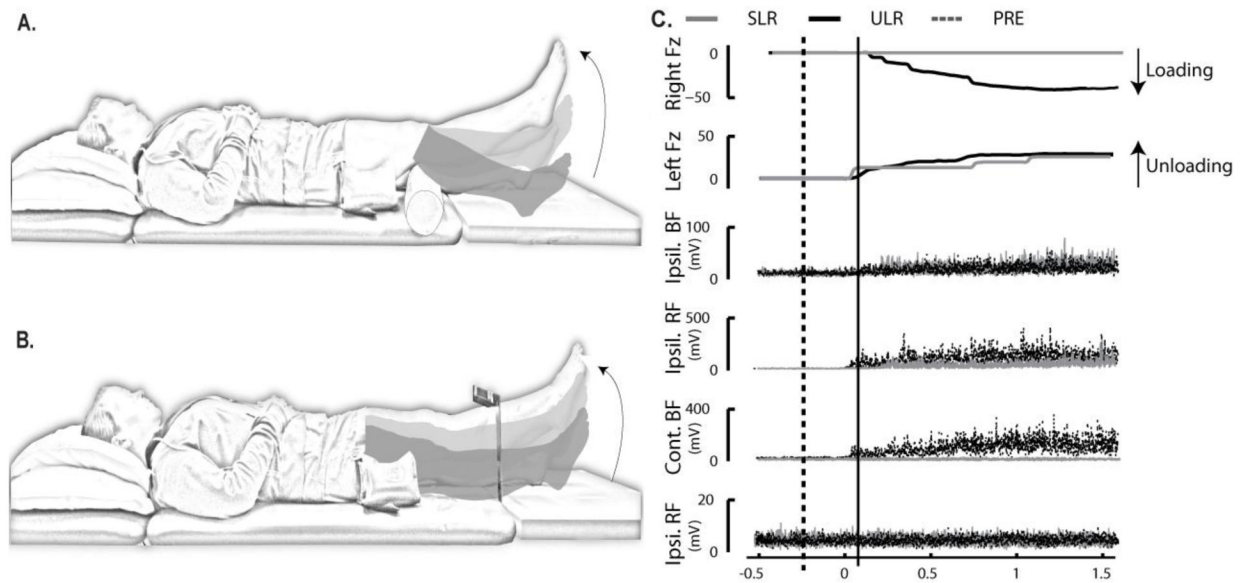 A.
B.
C. SLR ULR PRE
Right Fz
0
−50
Loading
Left Fz
50
0
Unloading
Ipsil. BF
(mV)
100
0
Ipsil. RF
(mV)
500
0
Cont. BF
(mV)
400
0
Ipsi. RF
(mV)
20
0
-0.5 0 0.5 1 1.5